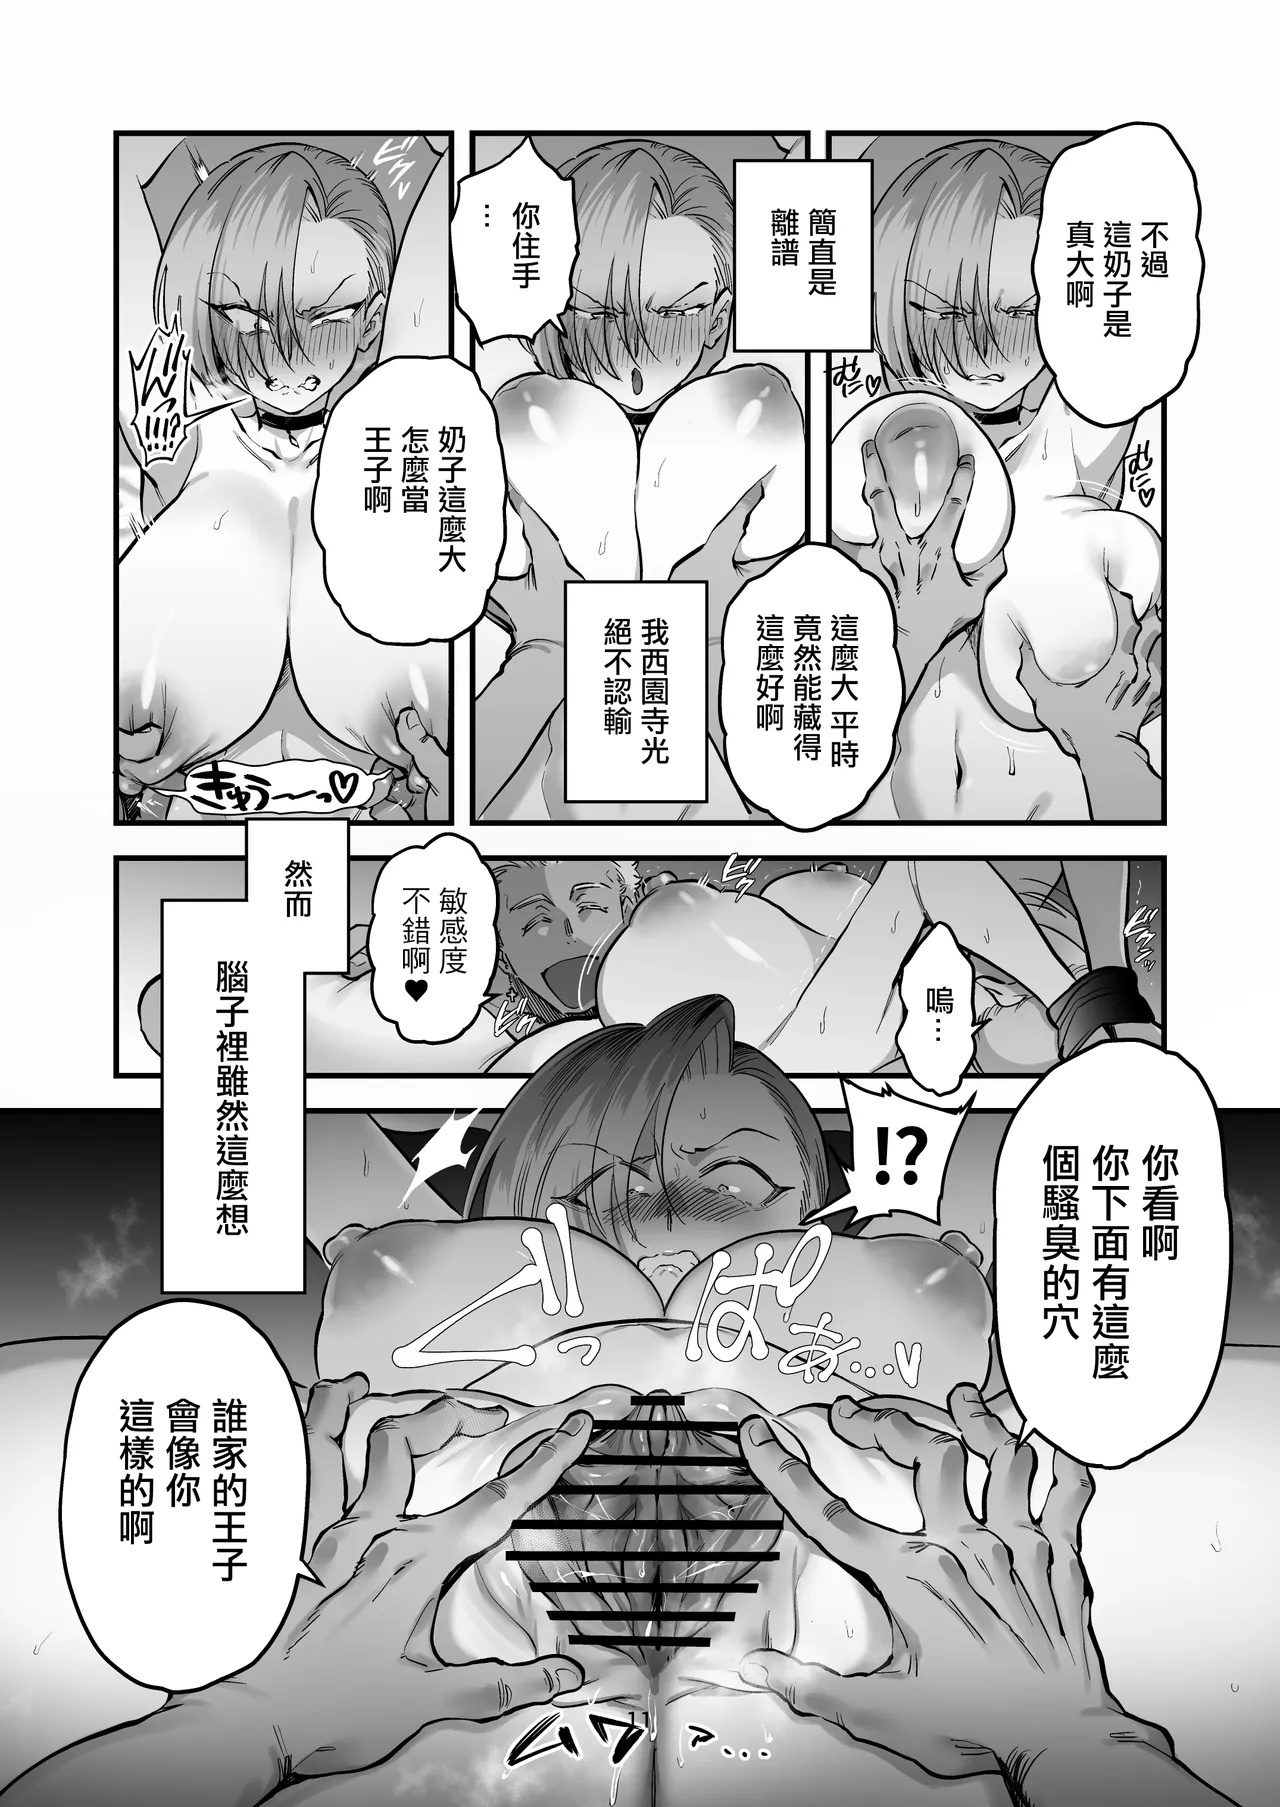 不過
這奶子是
真大啊
むに♡
むに♡
這麼大 平時
竟然能藏得
這麼好啊
簡直是
離譜
你住手
…
我西園寺光
絕不認輸
奶子這麼大
怎麼當
王子啊
きゅう〜〜っ♡
嗚…
敏感度
不錯啊♥
然而
腦子裡雖然這麼想
!?
你看啊
你下面有這麼
個騷臭的穴
くぱぁ…♡
誰家的王子
會像你
這樣的啊
ムワァ…
11